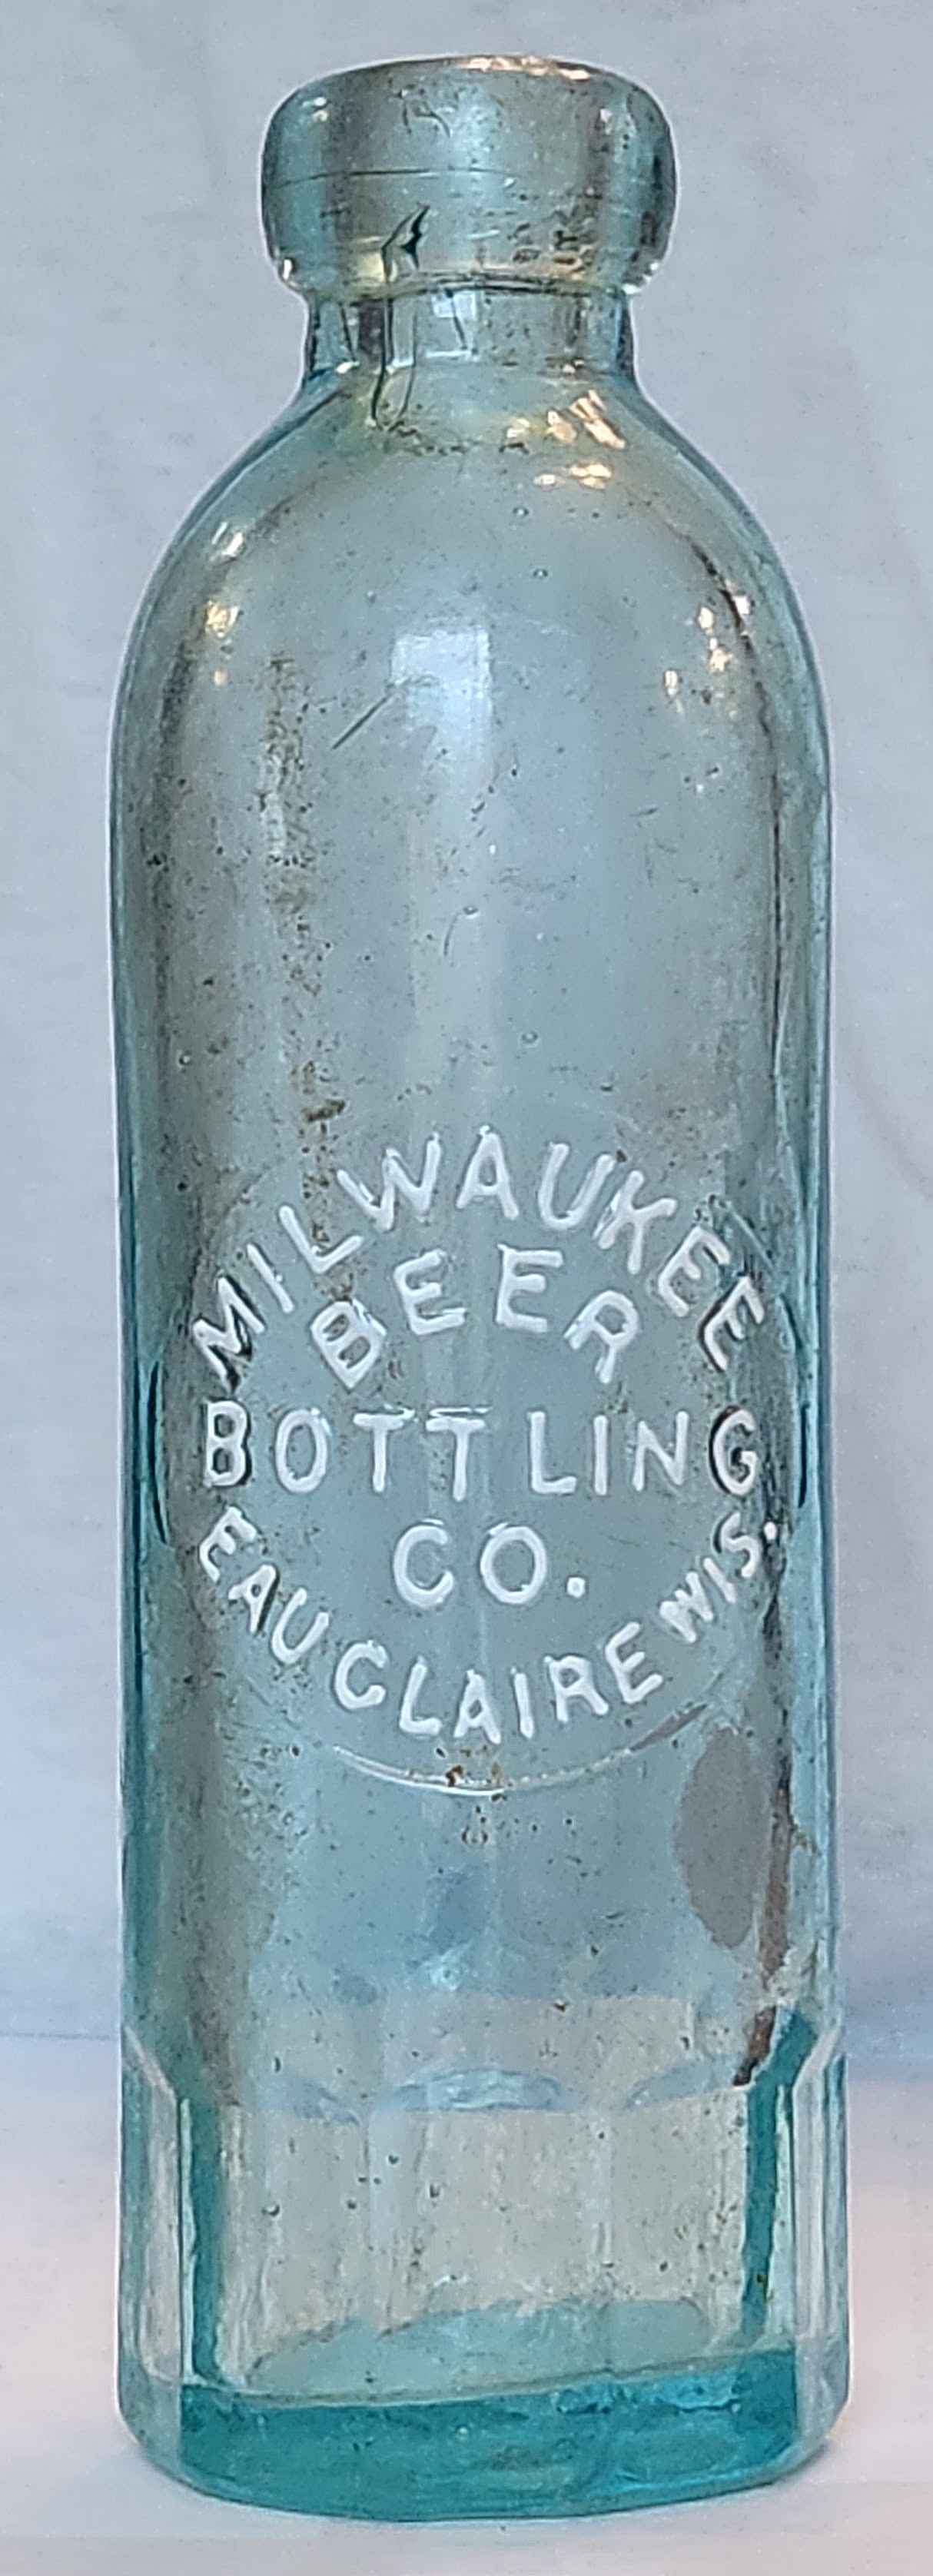 MILWAUKEE
BEER
BOTTLING
CO.
EAU CLAIRE WIS.